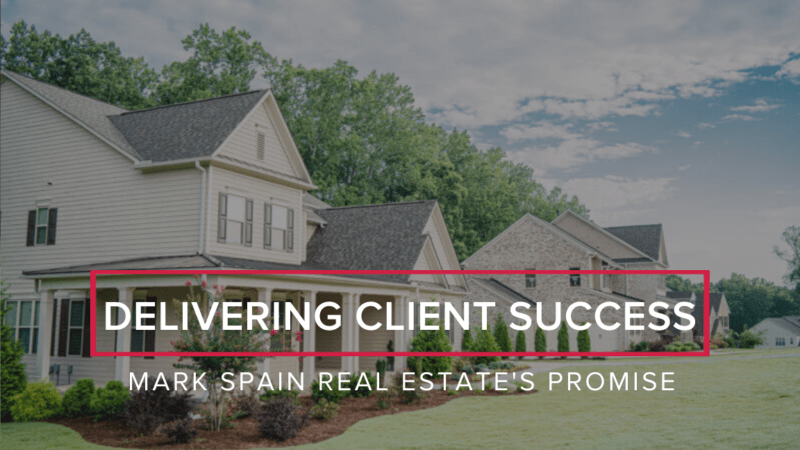 DELIVERING CLIENT SUCCESS
MARK SPAIN REAL ESTATE'S PROMISE